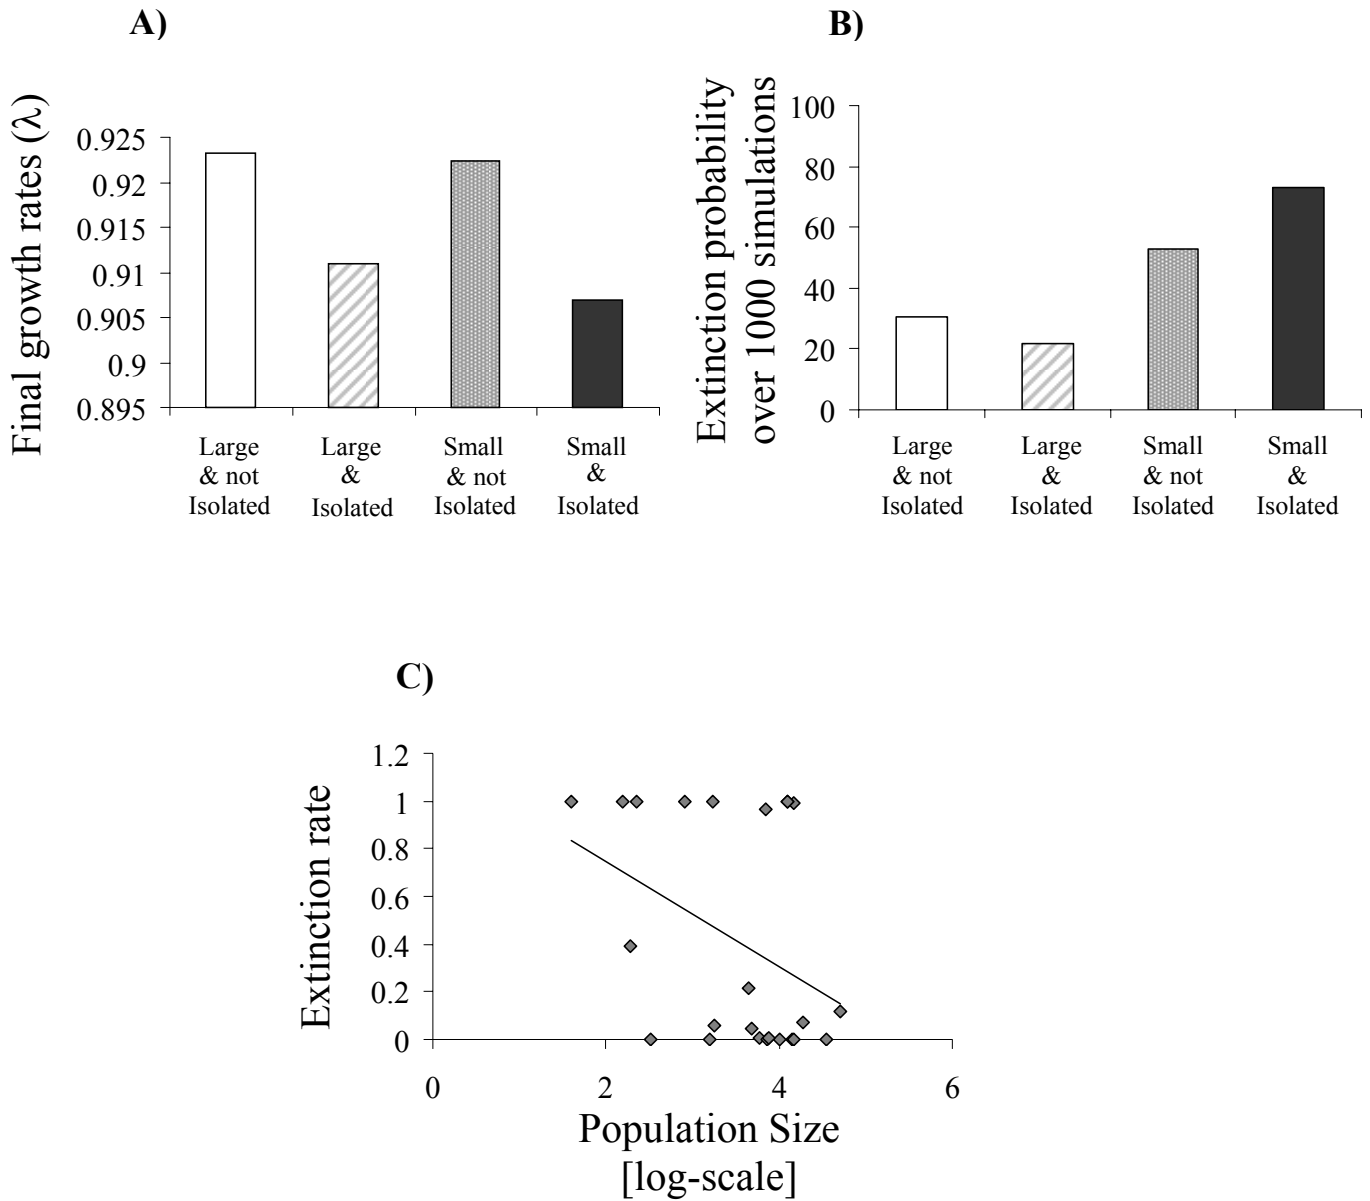 A)
Final growth rates (λ)
0.925
0.92
0.915
0.91
0.905
0.9
0.895
Large
& not
Isolated
Large
&
Isolated
Small
& not
Isolated
Small
&
Isolated
B)
Extinction probability
over 1000 simulations
100
80
60
40
20
0
Large
& not
Isolated
Large
&
Isolated
Small
& not
Isolated
Small
&
Isolated
C)
Extinction rate
1.2
1
0.8
0.6
0.4
0.2
0
0
2
4
6
Population Size
[log-scale]